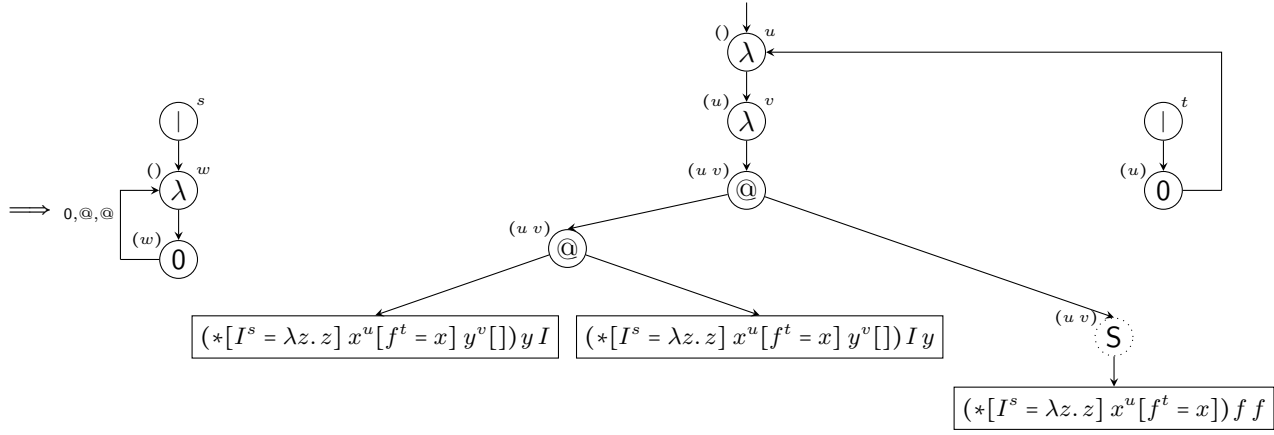 () λ u
| s
(u) λ v
| t
() λ w
(u v) @
(u) 0
⟹ 0,@,@
(w) 0
(u v) @
(∗[I^s = λz. z] x^u[f^t = x] y^v[]) y I
(∗[I^s = λz. z] x^u[f^t = x] y^v[]) I y
(u v) S
(∗[I^s = λz. z] x^u[f^t = x]) f f